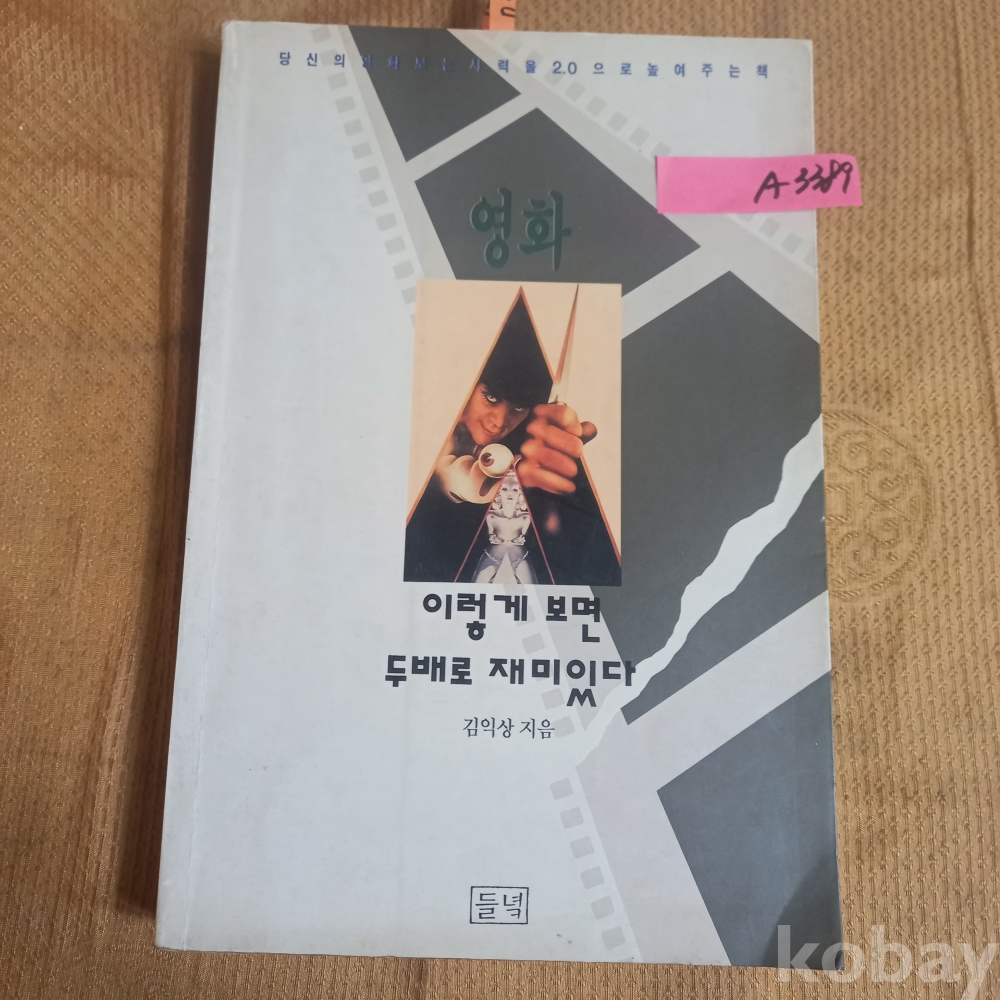 당신의영화보는시력을 2.0으로높여주는책
A-3389
영화
이렇게 보면
두배로 재미있다
김익상 지음
들녘
kobay